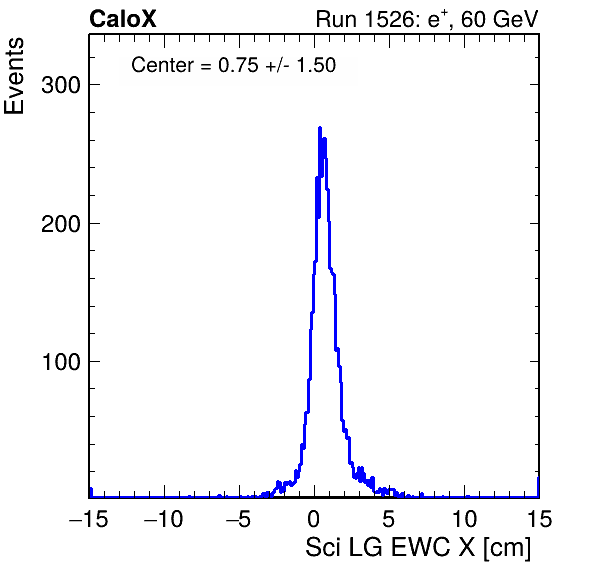 CaloX Run 1526: e⁺, 60 GeV
Events
Center = 0.75 +/- 1.50
300
200
100
−15 −10 −5 0 5 10 15
Sci LG EWC X [cm]